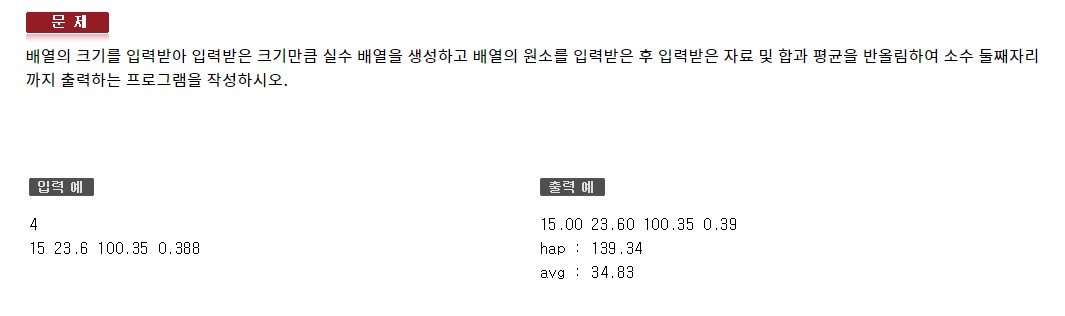 문 제
배열의 크기를 입력받아 입력받은 크기만큼 실수 배열을 생성하고 배열의 원소를 입력받은 후 입력받은 자료 및 합과 평균을 반올림하여 소수 둘째자리
까지 출력하는 프로그램을 작성하시오.
입력 예
4
15 23.6 100.35 0.388
출력 예
15.00 23.60 100.35 0.39
hap : 139.34
avg : 34.83